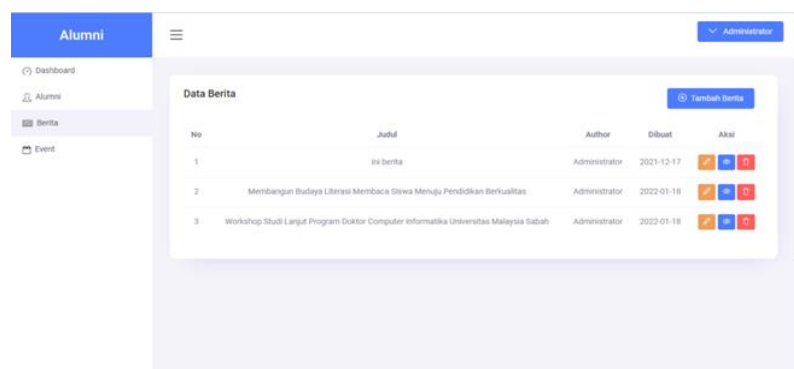 Alumni
Administrator
Dashboard
Alumni
Berita
Event
Data Berita
Tambah Berita
No Judul Author Dibuat Aksi
1 ini berita Administrator 2021-12-17
2 Membangun Budaya Literasi Membaca Siswa Menuju Pendidikan Berkualitas Administrator 2022-01-18
3 Workshop Studi Lanjut Program Doktor Computer Informatika Universitas Malaysia Sabah Administrator 2022-01-18